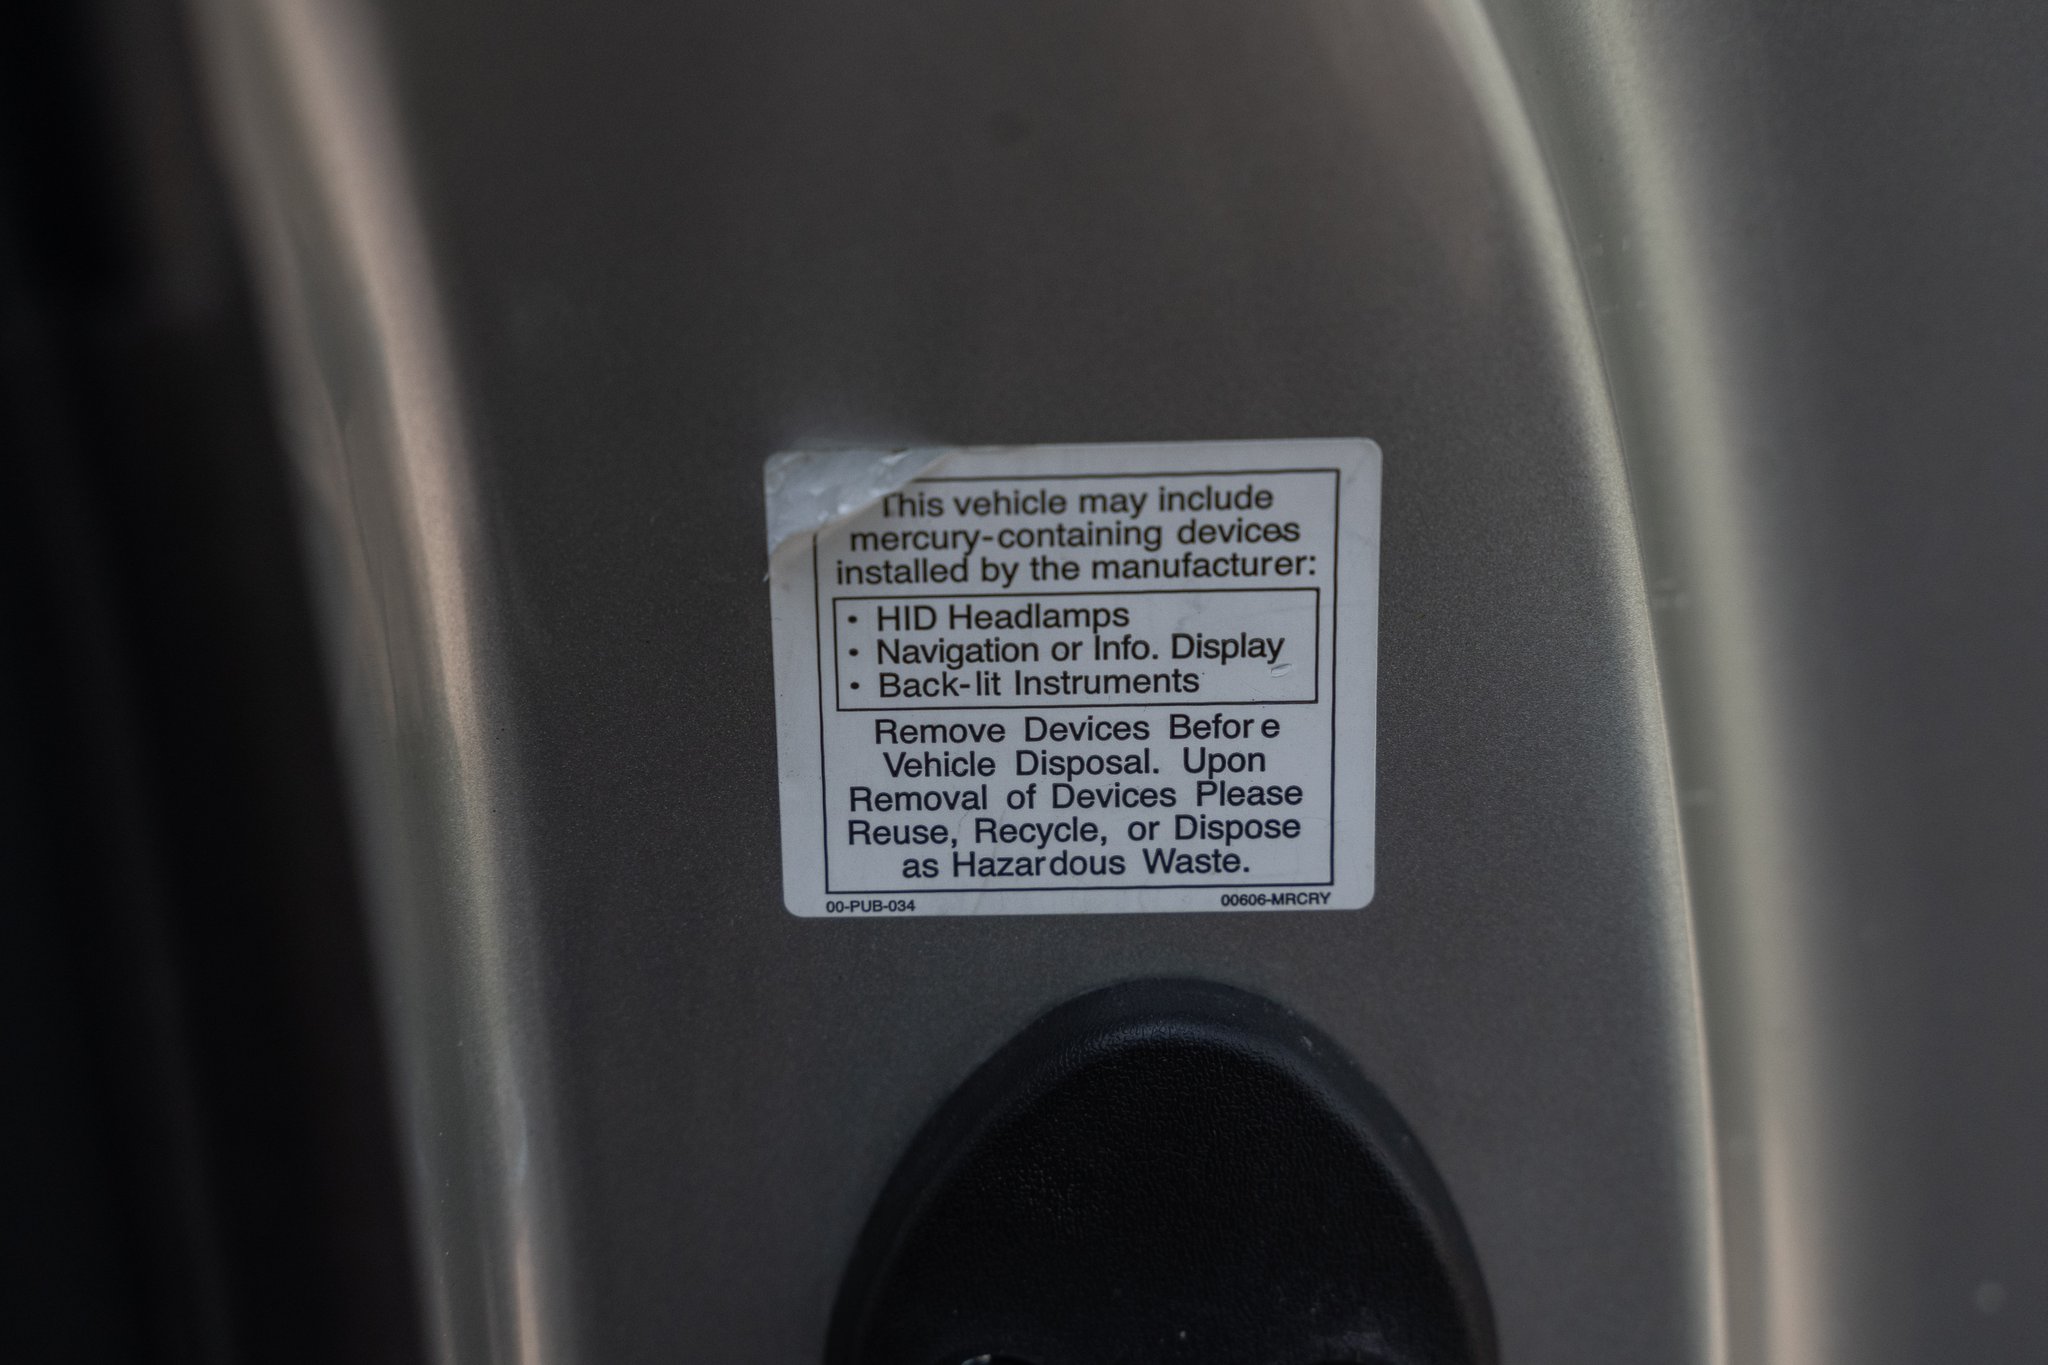 This vehicle may include
mercury-containing devices
installed by the manufacturer:
• HID Headlamps
• Navigation or Info. Display
• Back-lit Instruments
Remove Devices Before
Vehicle Disposal. Upon
Removal of Devices Please
Reuse, Recycle, or Dispose
as Hazardous Waste.
00-PUB-034 00606-MRCRY